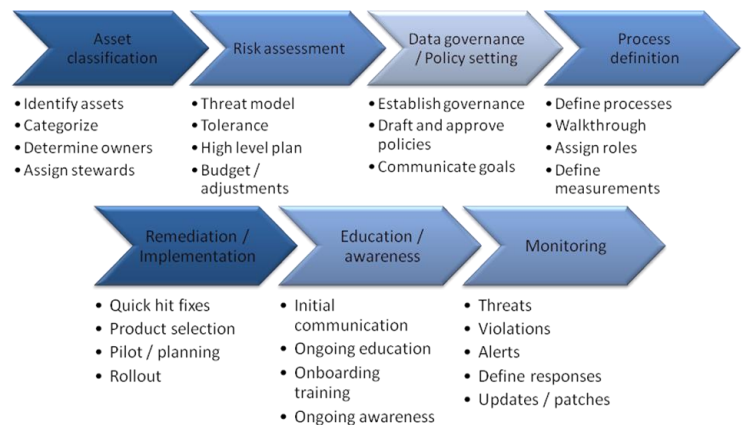 Asset
classification
• Identify assets
• Categorize
• Determine owners
• Assign stewards
Risk assessment
• Threat model
• Tolerance
• High level plan
• Budget /
adjustments
Data governance
/ Policy setting
• Establish governance
• Draft and approve
policies
• Communicate goals
Process
definition
• Define processes
• Walkthrough
• Assign roles
• Define
measurements
Remediation /
Implementation
• Quick hit fixes
• Product selection
• Pilot / planning
• Rollout
Education /
awareness
• Initial
communication
• Ongoing education
• Onboarding
training
• Ongoing awareness
Monitoring
• Threats
• Violations
• Alerts
• Define responses
• Updates / patches